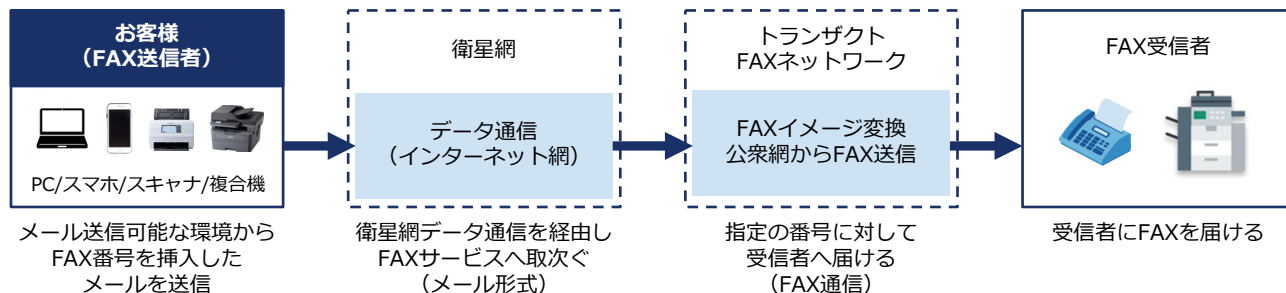 お客様
（FAX送信者）
PC/スマホ/スキャナ/複合機
メール送信可能な環境から
FAX番号を挿入した
メールを送信
衛星網
データ通信
（インターネット網）
衛星網データ通信を経由し
FAXサービスへ取次ぐ
（メール形式）
トランザクト
FAXネットワーク
FAXイメージ変換
公衆網からFAX送信
指定の番号に対して
受信者へ届ける
（FAX通信）
FAX受信者
受信者にFAXを届ける